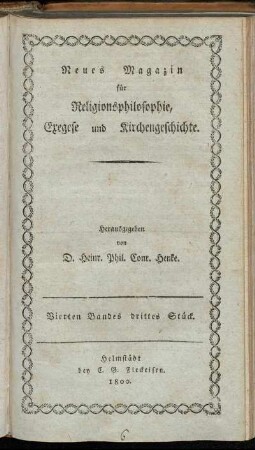 Neues Magazin
für
Religionsphilosophie,
Exegese und Kirchengeschichte.
Herausgegeben
von
D. Heinr. Phil. Conr. Henke.
Vierten Bandes drittes Stück.
Helmstädt
bey C. G. Fleckeisen.
1800.
6